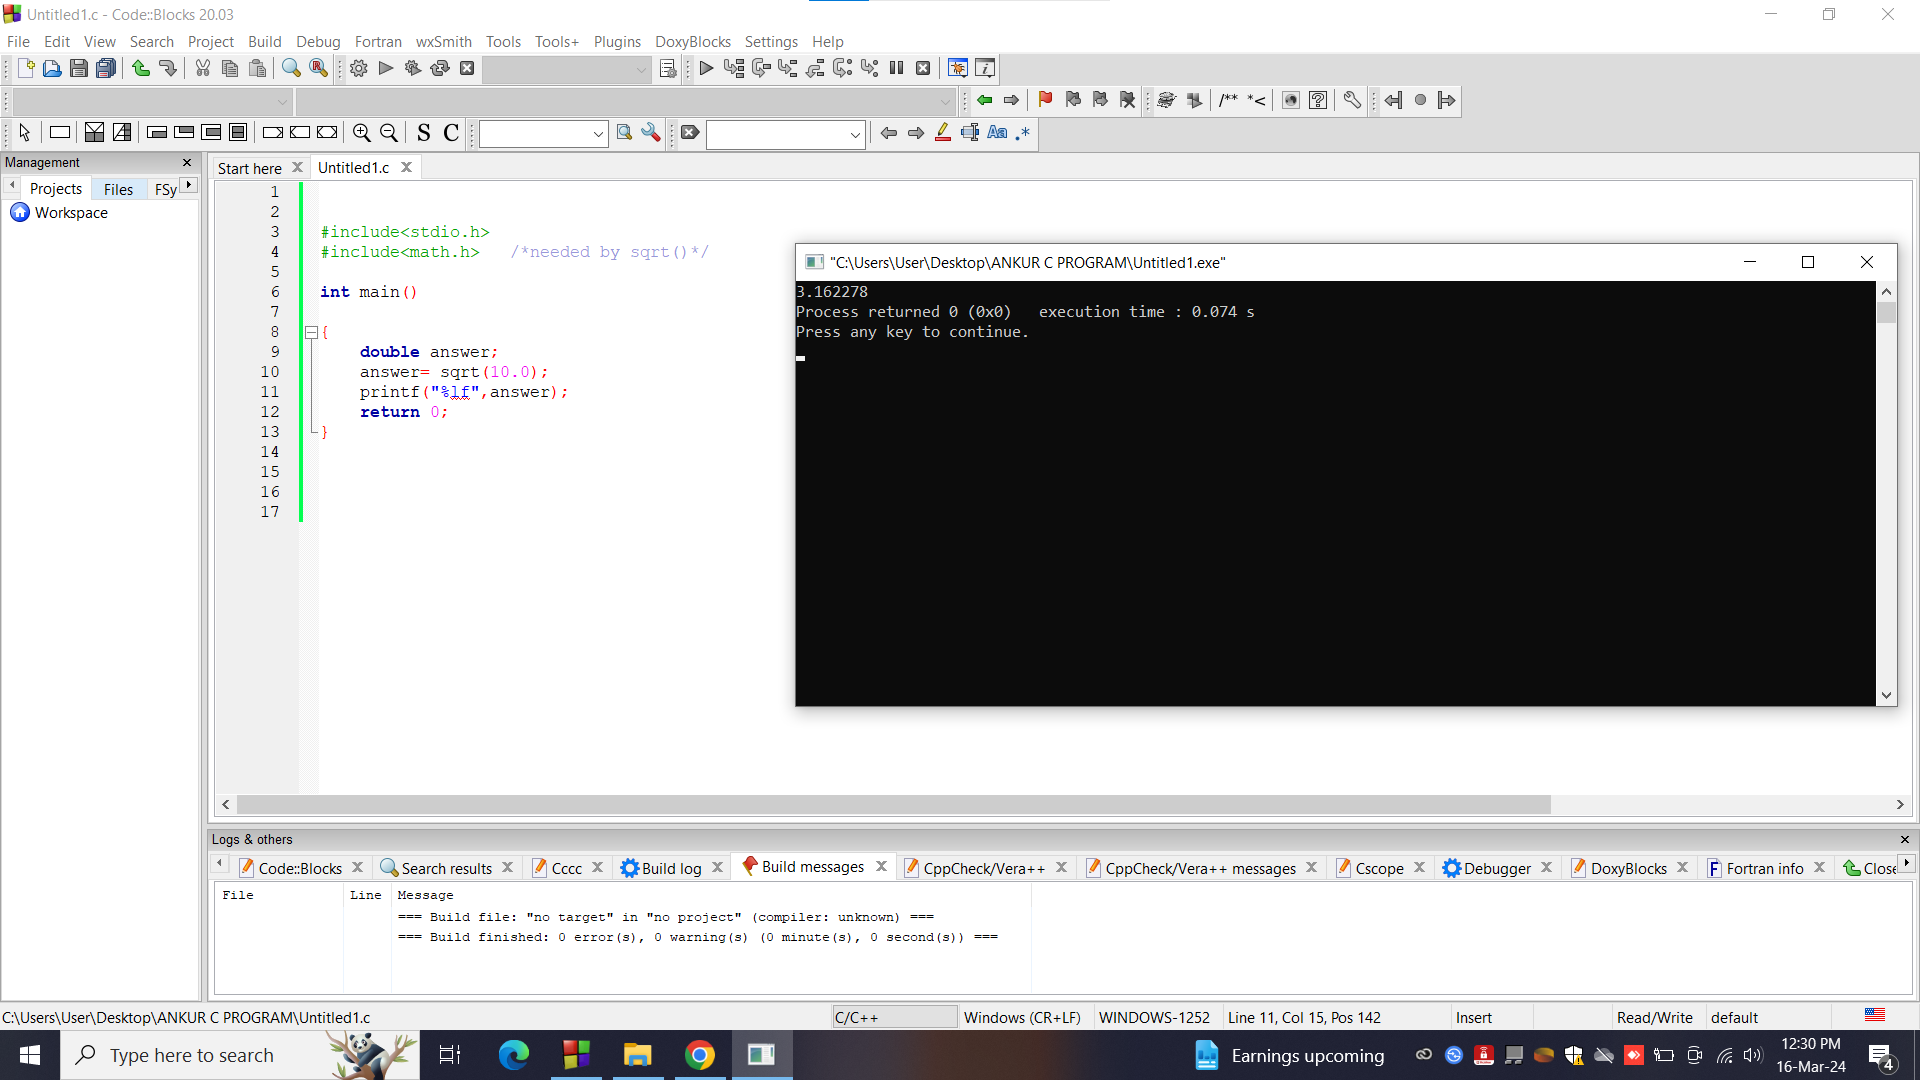 Untitled1.c - Code::Blocks 20.03
File Edit View Search Project Build Debug Fortran wxSmith Tools Tools+ Plugins DoxyBlocks Settings Help
/** *<
S C
Aa .*
Management
Projects Files FSy
Workspace
Start here Untitled1.c
1
2
3 #include<stdio.h>
4 #include<math.h> /*needed by sqrt()*/
5
6 int main()
7
8 {
9 double answer;
10 answer= sqrt(10.0);
11 printf("%lf",answer);
12 return 0;
13 }
14
15
16
17
"C:\Users\User\Desktop\ANKUR C PROGRAM\Untitled1.exe"
3.162278
Process returned 0 (0x0) execution time : 0.074 s
Press any key to continue.
Logs & others
Code::Blocks Search results Cccc Build log Build messages CppCheck/Vera++ CppCheck/Vera++ messages Cscope Debugger DoxyBlocks Fortran info Close
File Line Message
=== Build file: "no target" in "no project" (compiler: unknown) ===
=== Build finished: 0 error(s), 0 warning(s) (0 minute(s), 0 second(s)) ===
C:\Users\User\Desktop\ANKUR C PROGRAM\Untitled1.c C/C++ Windows (CR+LF) WINDOWS-1252 Line 11, Col 15, Pos 142 Insert Read/Write default
Type here to search Earnings upcoming 12:30 PM
16-Mar-24 4